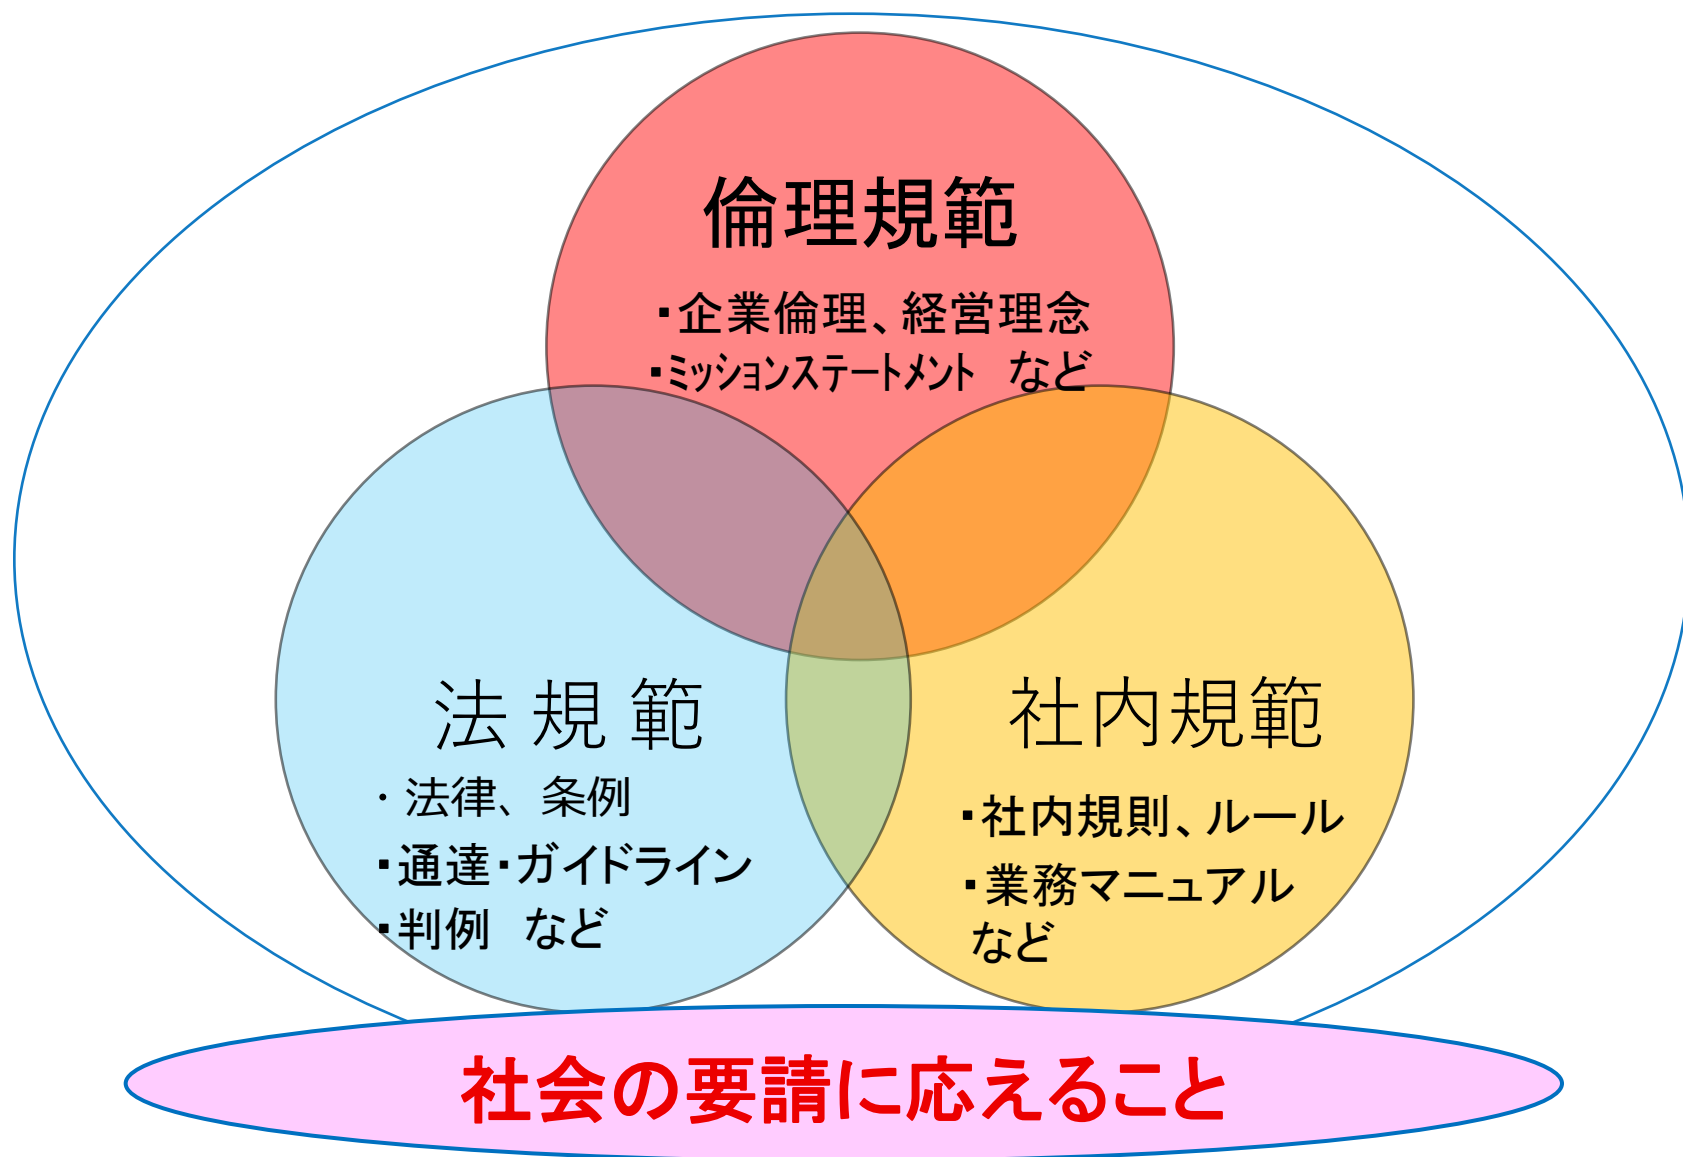 倫理規範
・企業倫理、経営理念
・ミッションステートメント　など
法 規 範
・法律、条例
・通達・ガイドライン
・判例　など
社内規範
・社内規則、ルール
・業務マニュアル
など
社会の要請に応えること